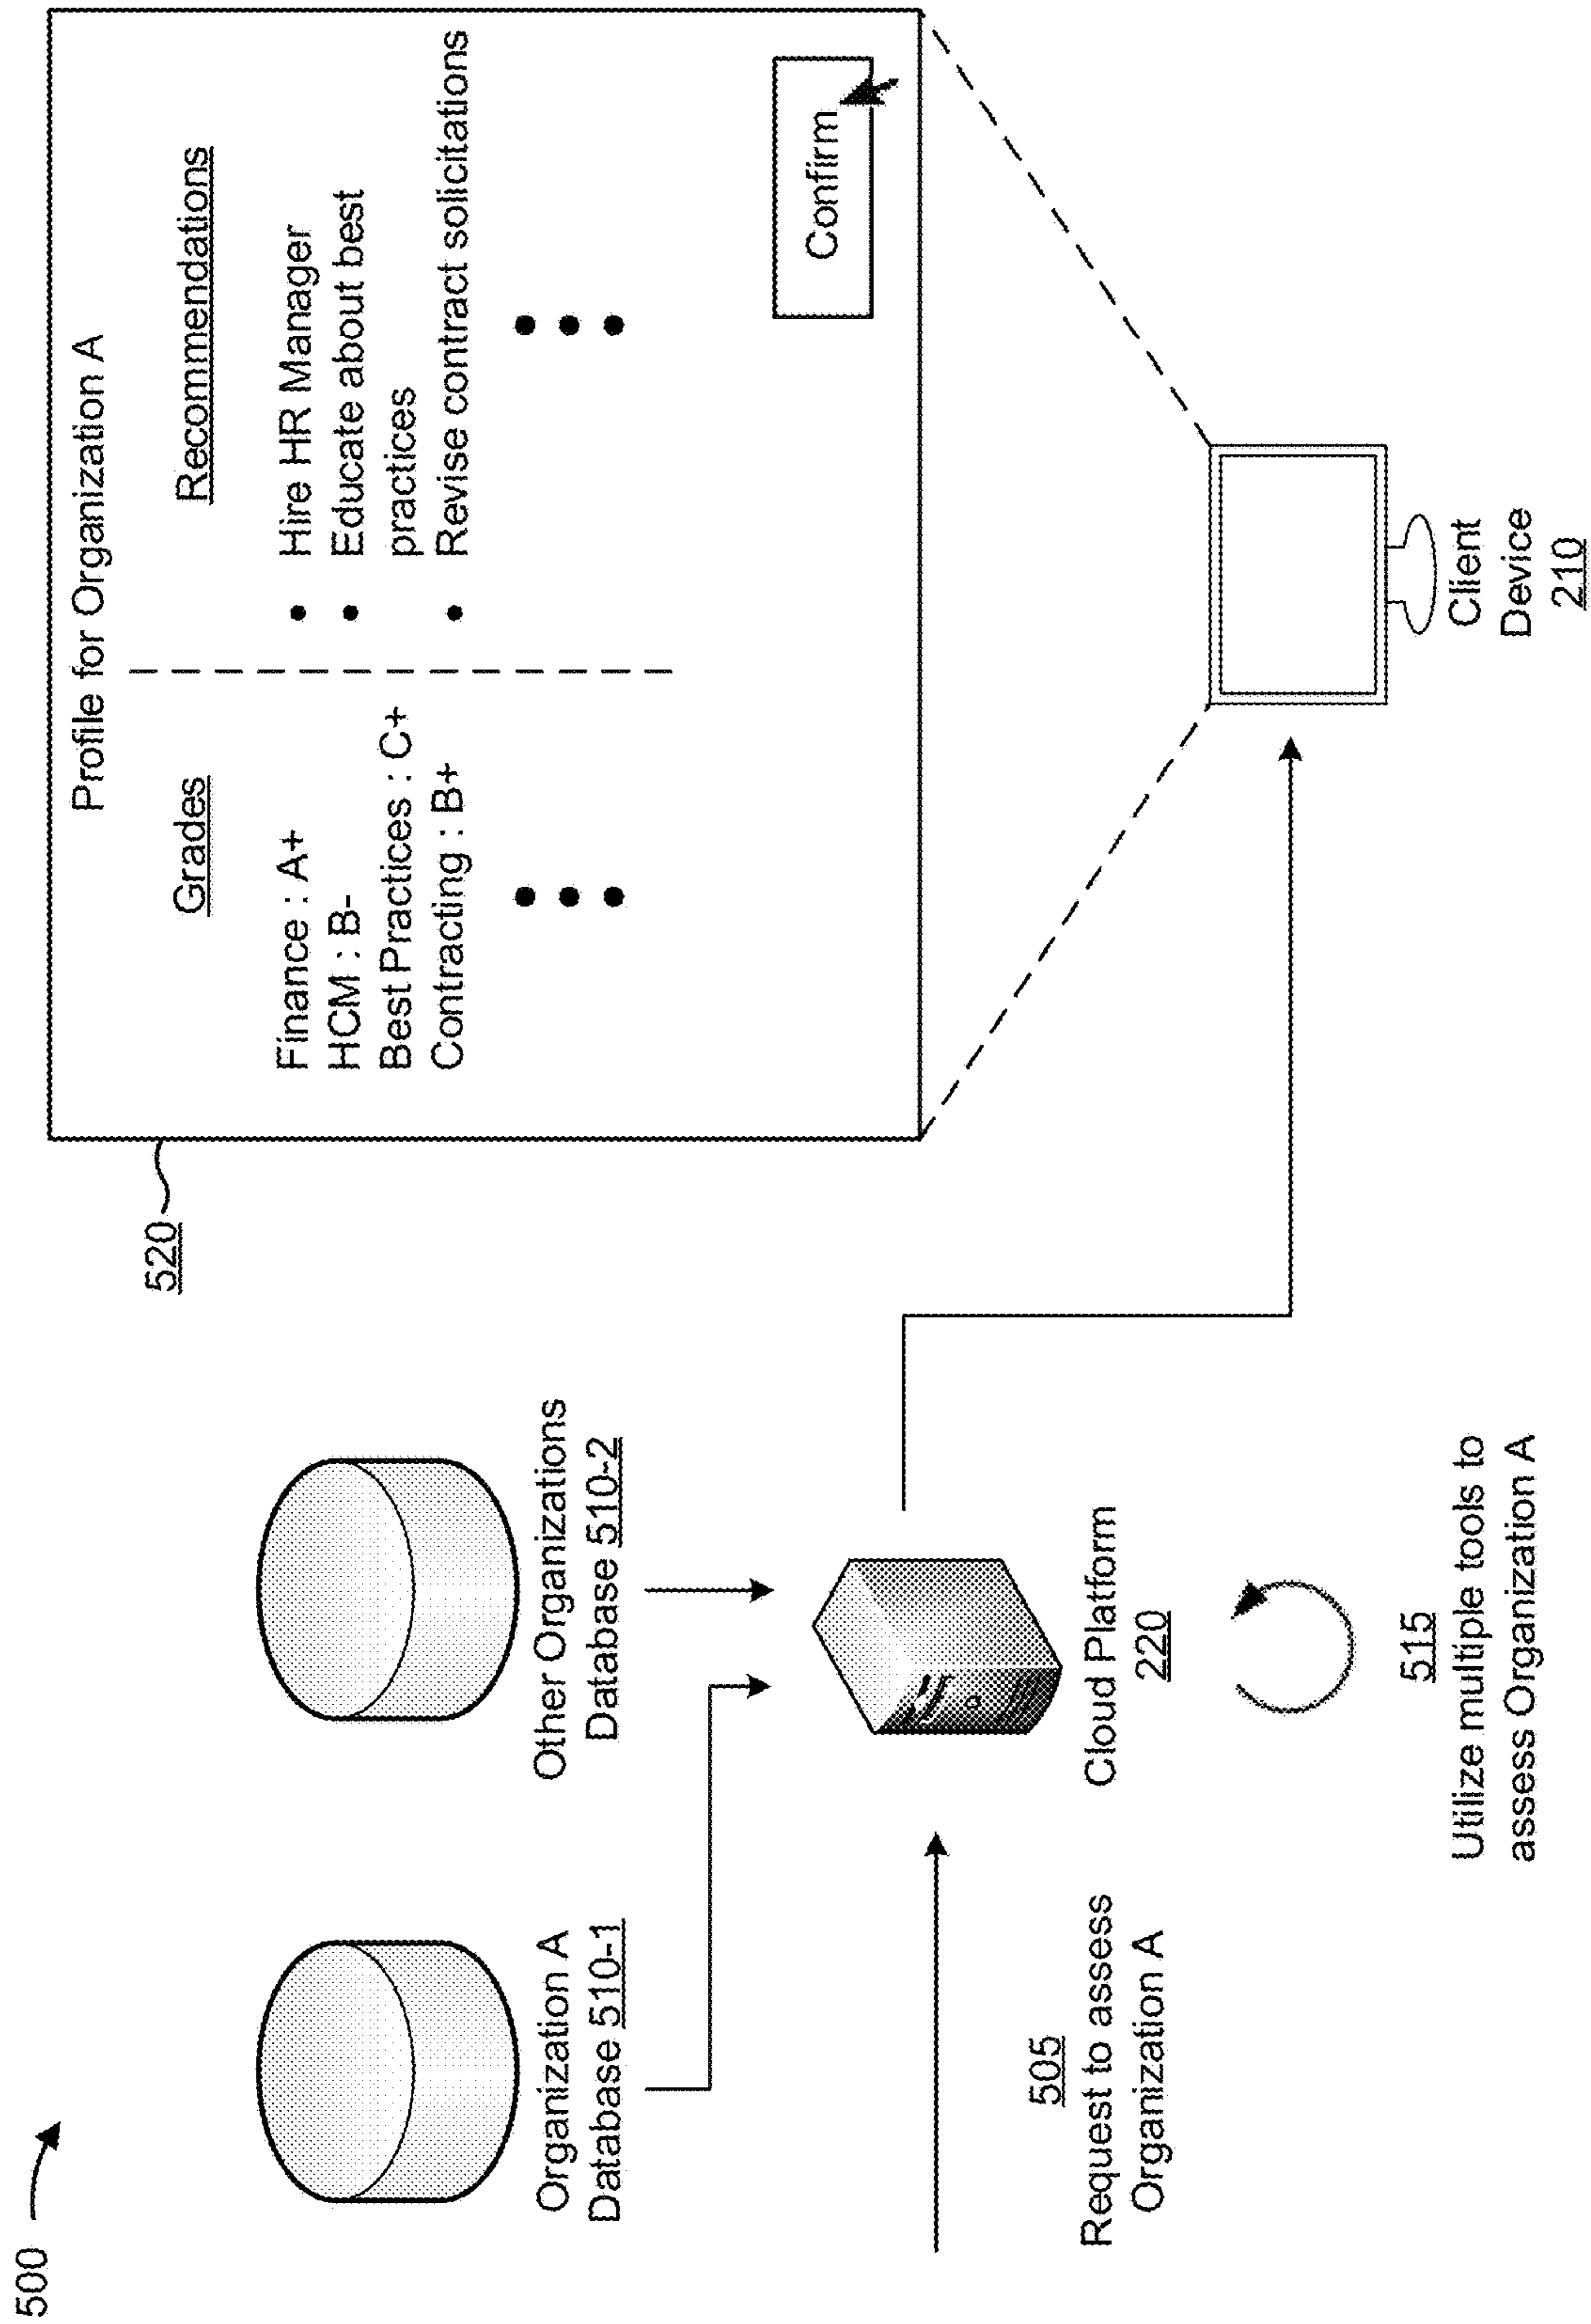 500
Organization A
Database 510-1
Other Organizations
Database 510-2
505
Request to assess
Organization A
Cloud Platform
220
515
Utilize multiple tools to
assess Organization A
520
Profile for Organization A
Grades
Finance : A+
HCM : B-
Best Practices : C+
Contracting : B+
Recommendations
• Hire HR Manager
• Educate about best
practices
• Revise contract solicitations
Confirm
Client
Device
210